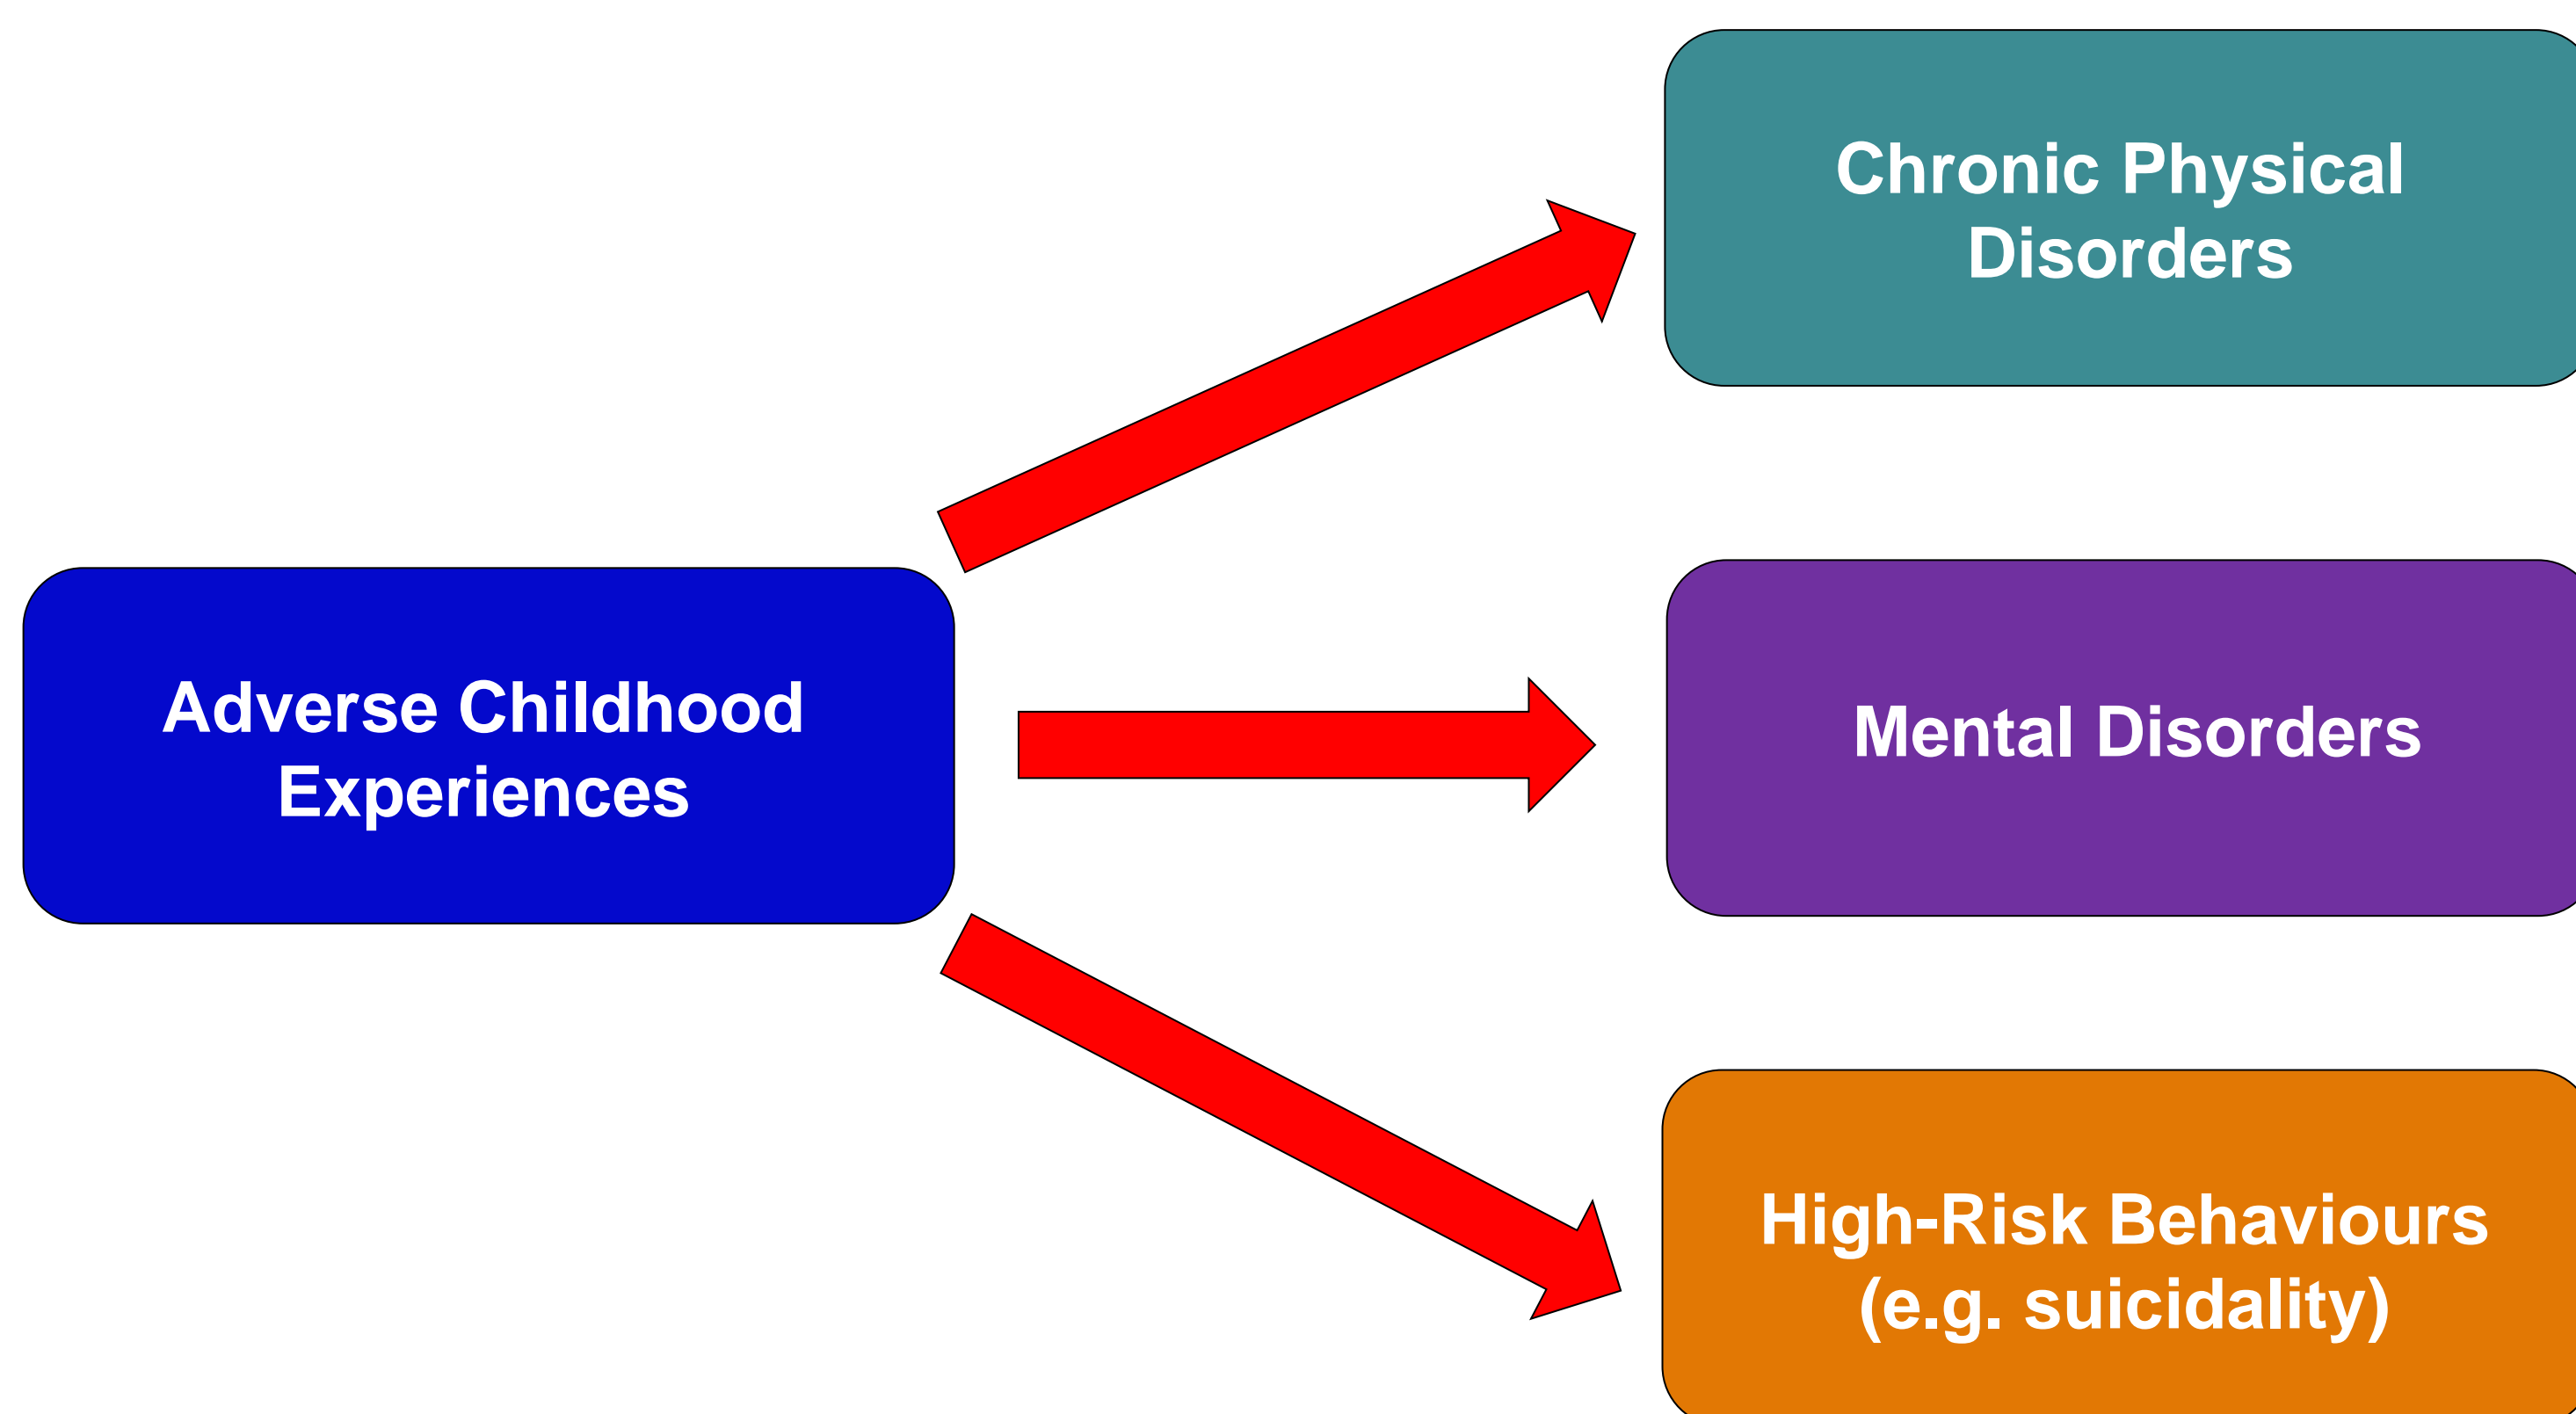 Chronic Physical
Disorders
Adverse Childhood
Experiences
Mental Disorders
High-Risk Behaviours
(e.g. suicidality)